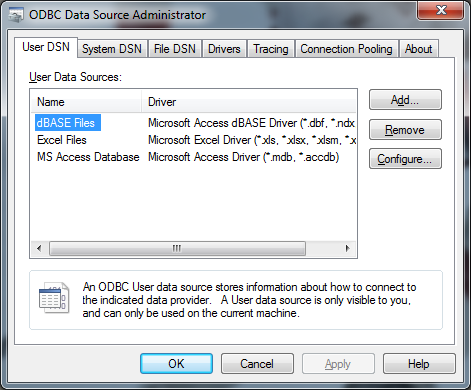 ODBC Data Source Administrator
User DSN System DSN File DSN Drivers Tracing Connection Pooling About
User Data Sources:
Name Driver
dBASE Files Microsoft Access dBASE Driver (*.dbf, *.ndx
Excel Files Microsoft Excel Driver (*.xls, *.xlsx, *.xlsm, *.x
MS Access Database Microsoft Access Driver (*.mdb, *.accdb)
Add...
Remove
Configure...
An ODBC User data source stores information about how to connect to
the indicated data provider. A User data source is only visible to you,
and can only be used on the current machine.
OK Cancel Apply Help